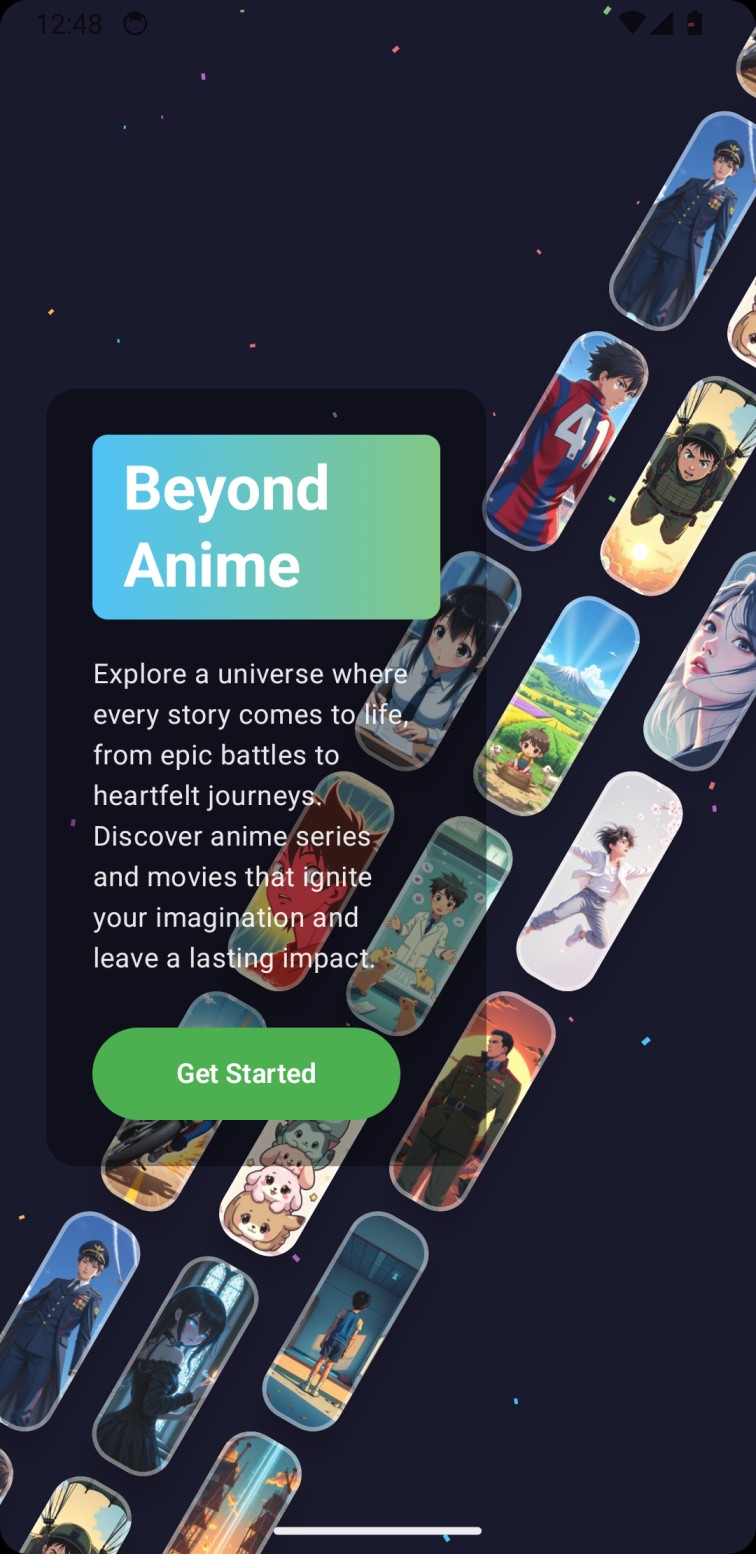 12:48
41
Beyond
Anime
Explore a universe where
every story comes to life,
from epic battles to
heartfelt journeys.
Discover anime series
and movies that ignite
your imagination and
leave a lasting impact.
Get Started